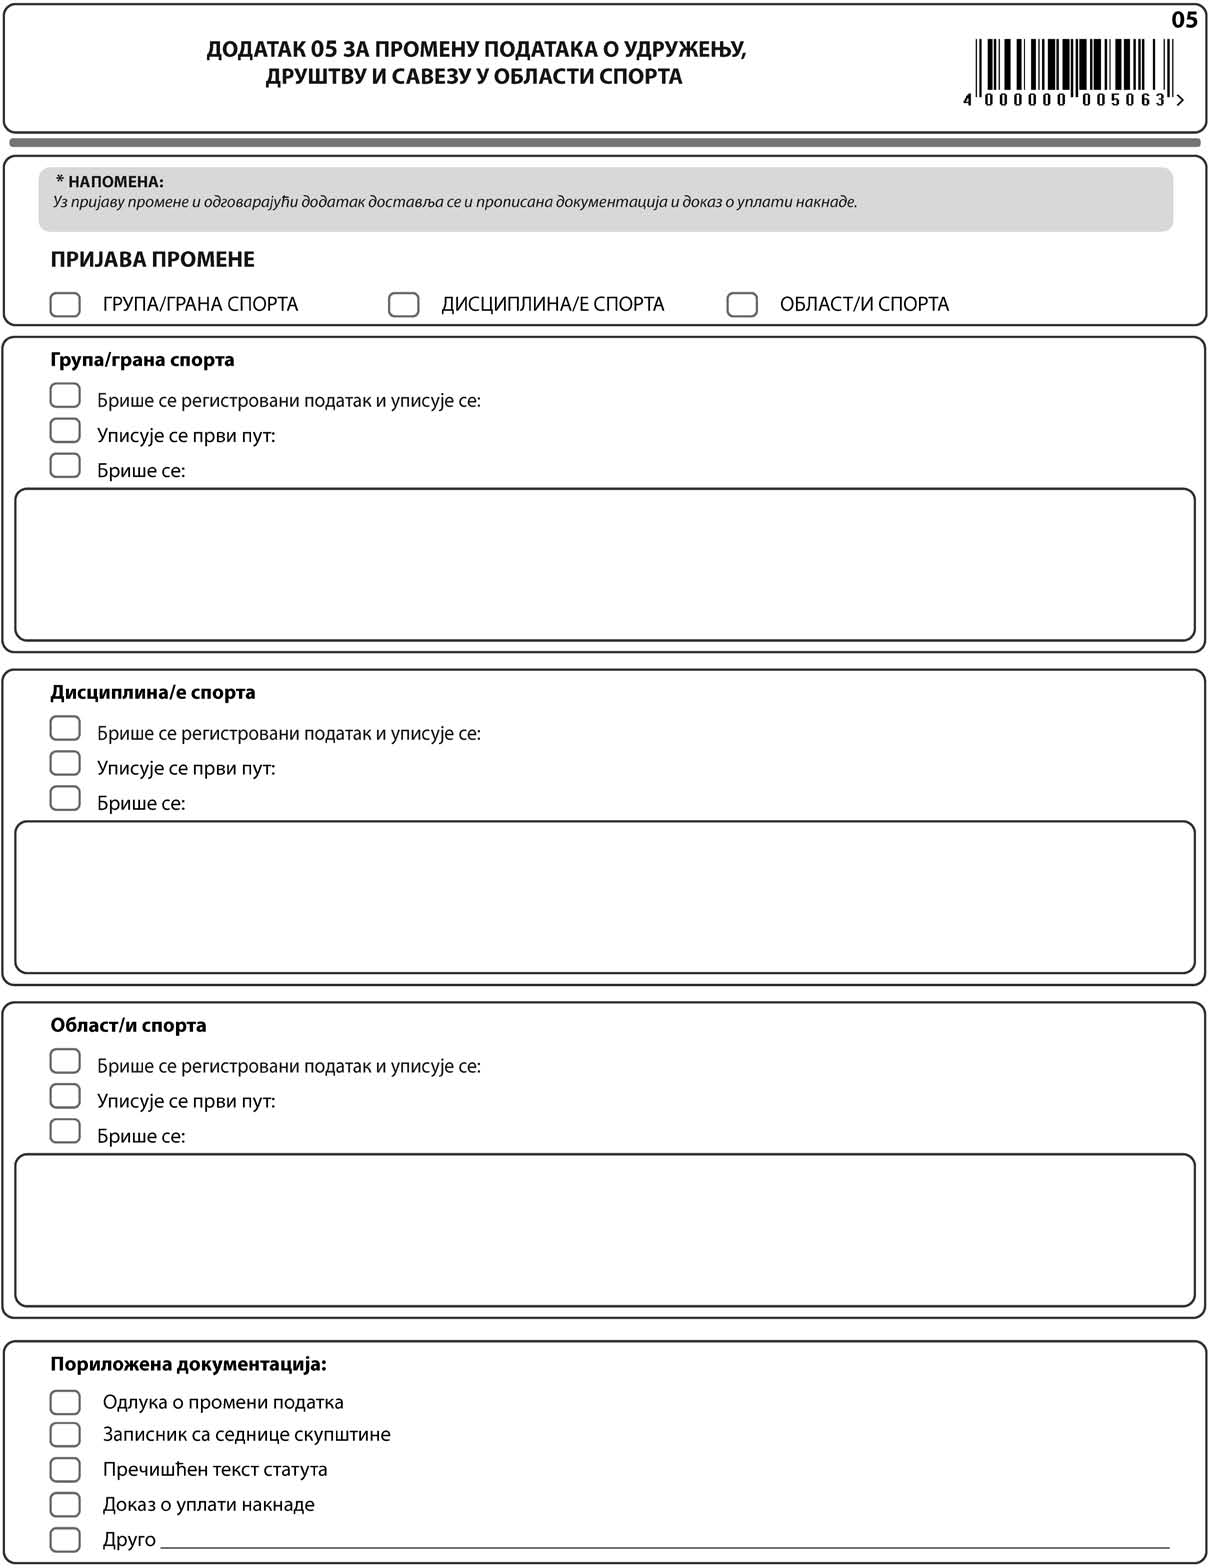 05
ДОДАТАК 05 ЗА ПРОМЕНУ ПОДАТАКА О УДРУЖЕЊУ,
ДРУШТВУ И САВЕЗУ У ОБЛАСТИ СПОРТА
4 000000 005063 >
* НАПОМЕНА:
Уз пријаву промене и одговарајући додатак доставља се и прописана документација и доказ о уплати накнаде.
ПРИЈАВА ПРОМЕНЕ
ГРУПА/ГРАНА СПОРТА ДИСЦИПЛИНА/Е СПОРТА ОБЛАСТ/И СПОРТА
Група/грана спорта
Брише се регистровани податак и уписује се:
Уписује се први пут:
Брише се:
Дисциплина/е спорта
Брише се регистровани податак и уписује се:
Уписује се први пут:
Брише се:
Област/и спорта
Брише се регистровани податак и уписује се:
Уписује се први пут:
Брише се:
Пориложена документација:
Одлука о промени податка
Записник са седнице скупштине
Пречишћен текст статута
Доказ о уплати накнаде
Друго